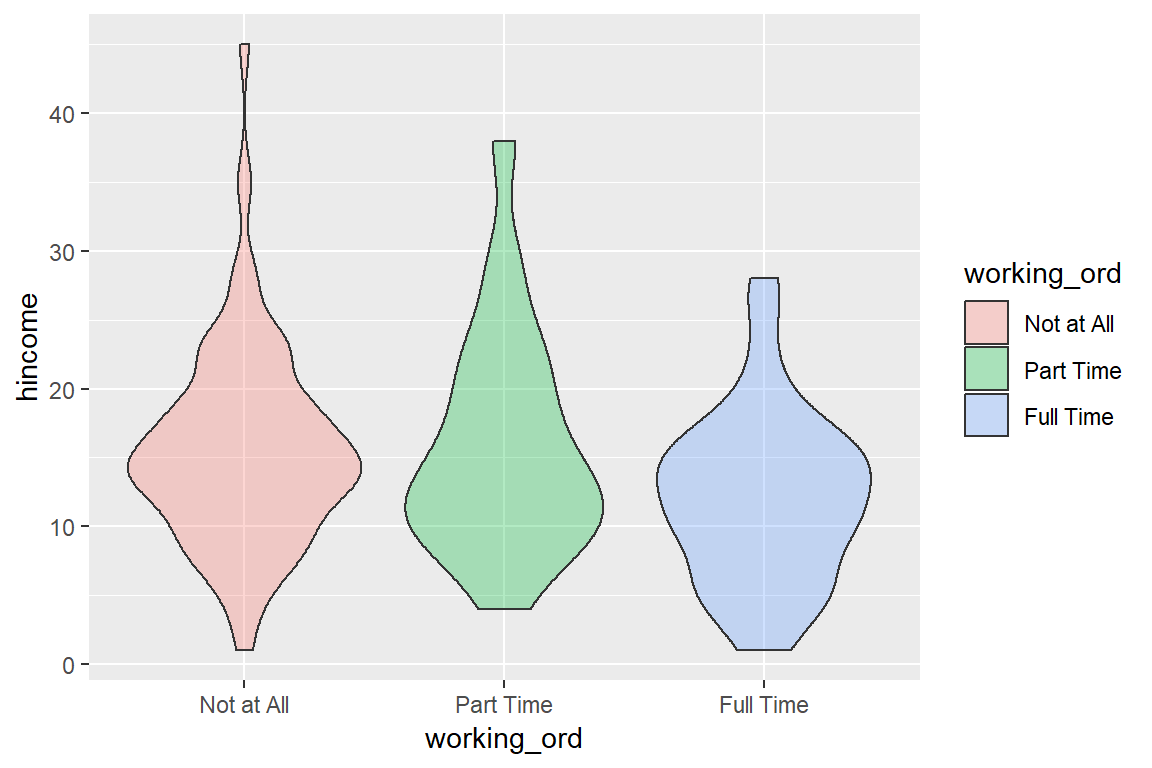 hincome
40
30
20
10
0
Not at All
Part Time
Full Time
working_ord
working_ord
Not at All
Part Time
Full Time